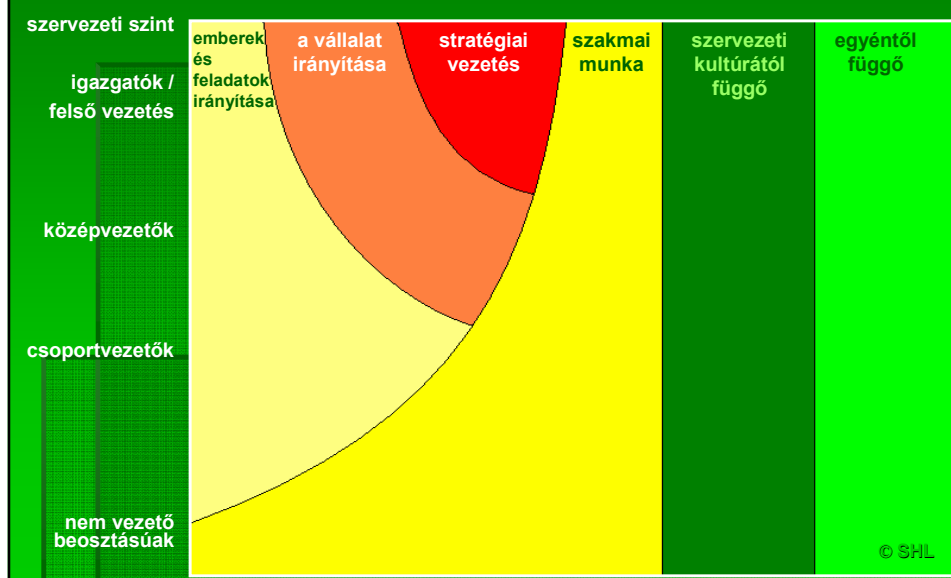 szervezeti szint
igazgatók /
felső vezetés
középvezetők
csoportvezetők
nem vezető
beosztásúak
emberek
és
feladatok
irányítása
a vállalat
irányítása
stratégiai
vezetés
szakmai
munka
szervezeti
kultúrától
függő
egyéntől
függő
© SHL